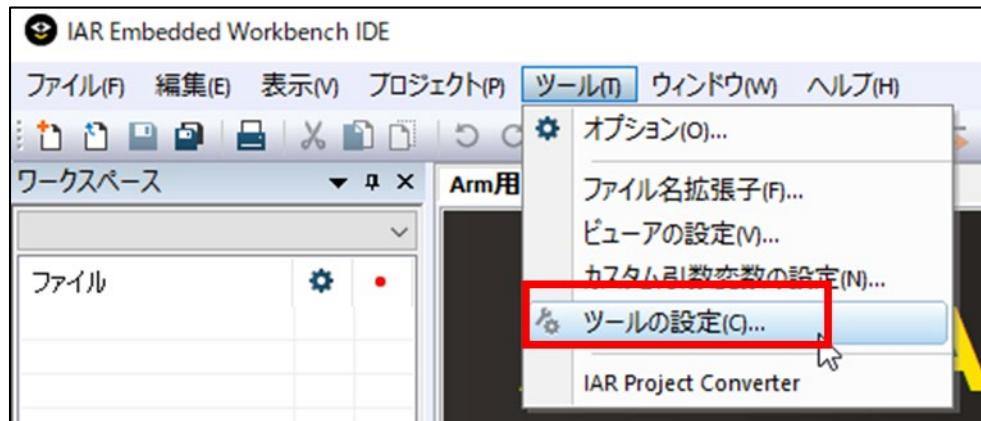 IAR Embedded Workbench IDE
ファイル(F) 編集(E) 表示(V) プロジェクト(P) ツール(T) ウィンドウ(W) ヘルプ(H)
オプション(O)...
ワークスペース
Arm用
ファイル名拡張子(F)...
ビューアの設定(V)...
ファイル
カスタム引数変数の設定(N)...
ツールの設定(C)...
IAR Project Converter